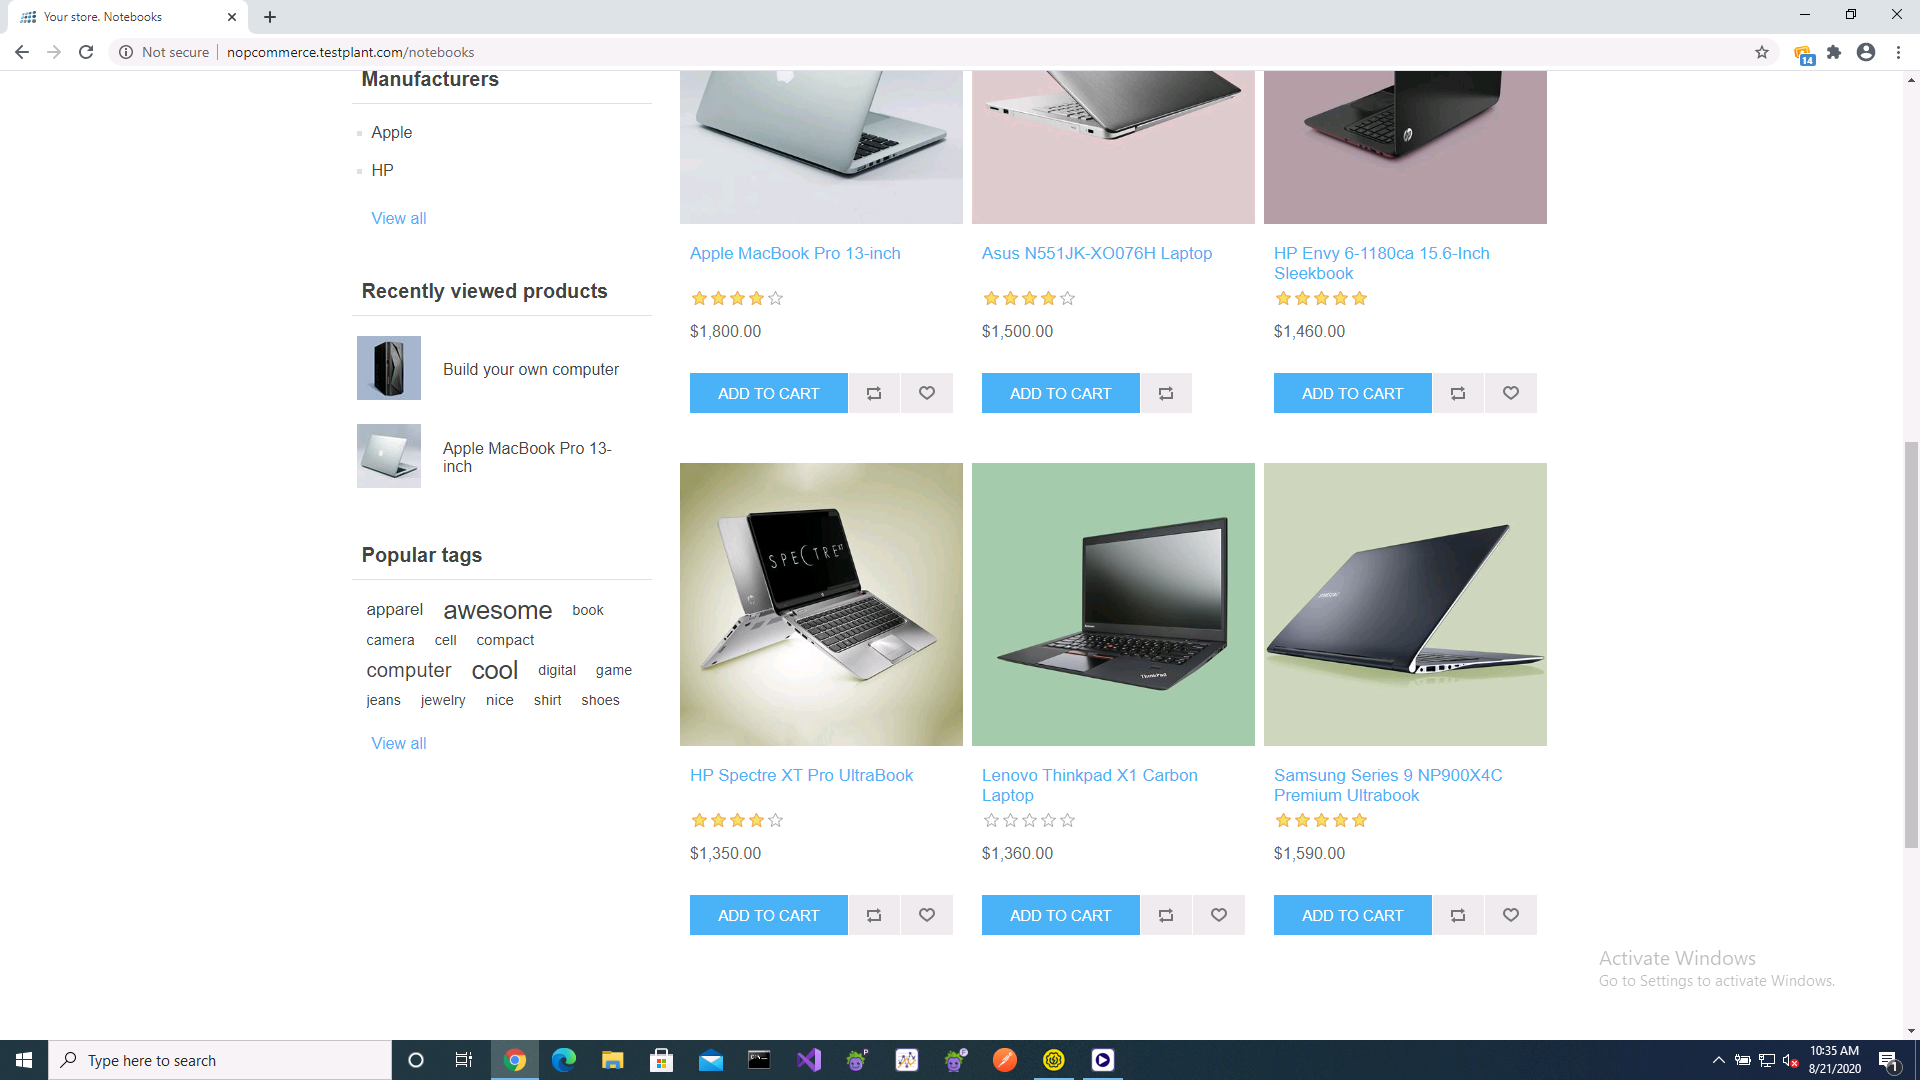 Your store. Notebooks
Not secure
nopcommerce.testplant.com/notebooks
14
Manufacturers
Apple
HP
View all
Recently viewed products
Build your own computer
Apple MacBook Pro 13-
inch
Popular tags
apparel awesome book
camera cell compact
computer cool digital game
jeans jewelry nice shirt shoes
View all
Apple MacBook Pro 13-inch
$1,800.00
ADD TO CART
Asus N551JK-XO076H Laptop
$1,500.00
ADD TO CART
HP Envy 6-1180ca 15.6-Inch
Sleekbook
$1,460.00
ADD TO CART
SPECTRE XT
HP Spectre XT Pro UltraBook
$1,350.00
ADD TO CART
ThinkPad
Lenovo Thinkpad X1 Carbon
Laptop
$1,360.00
ADD TO CART
SAMSUNG
Samsung Series 9 NP900X4C
Premium Ultrabook
$1,590.00
ADD TO CART
Activate Windows
Go to Settings to activate Windows.
Type here to search
10:35 AM
8/21/2020
1